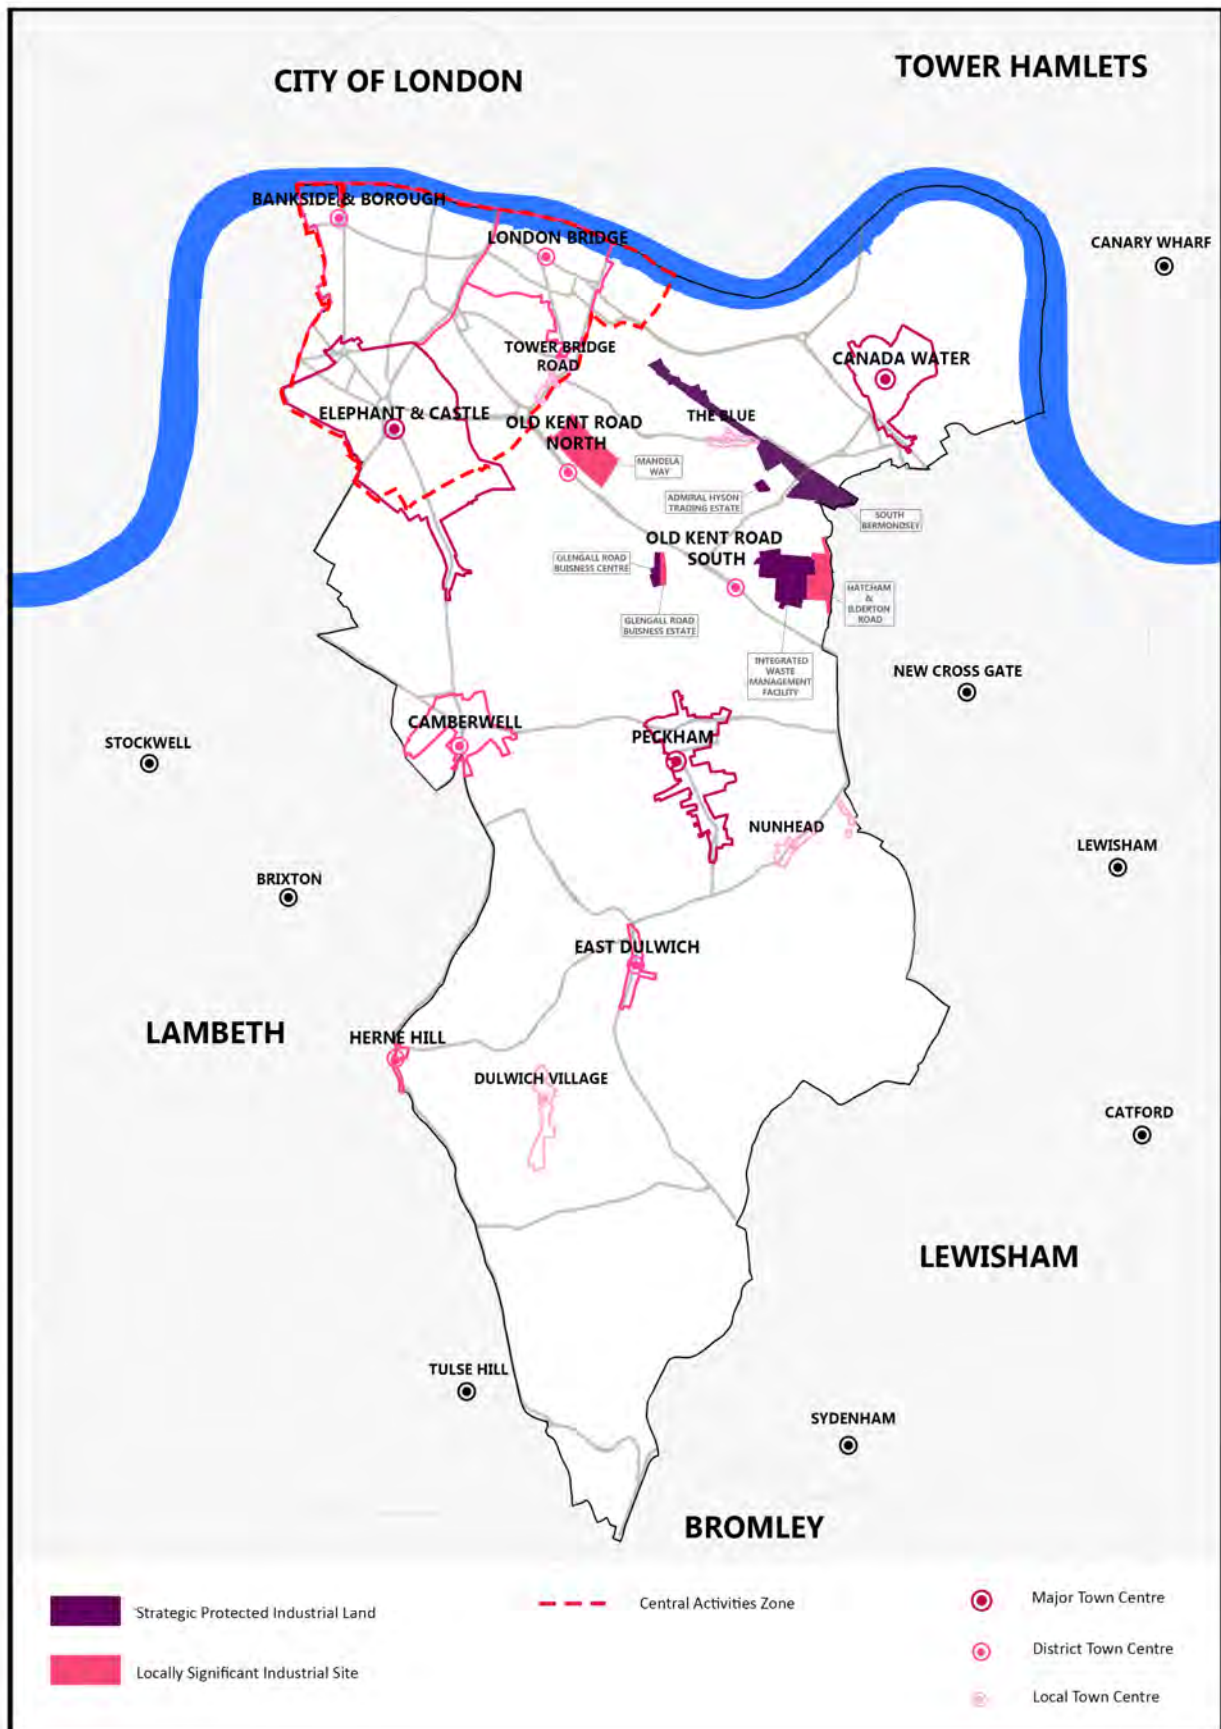 CITY OF LONDON
TOWER HAMLETS
BANKSIDE & BOROUGH
LONDON BRIDGE
CANARY WHARF
TOWER BRIDGE
ROAD
CANADA WATER
ELEPHANT & CASTLE
OLD KENT ROAD
NORTH
THE BLUE
MANDELA
WAY
ADMIRAL HYSON
TRADING ESTATE
SOUTH
BERMONDSEY
OLD KENT ROAD
SOUTH
GLENGALL ROAD
BUISNESS CENTRE
HATCHAM
&
ILDERTON
ROAD
GLENGALL ROAD
BUISNESS ESTATE
INTEGRATED
WASTE
MANAGEMENT
FACILITY
NEW CROSS GATE
CAMBERWELL
PECKHAM
STOCKWELL
NUNHEAD
LEWISHAM
BRIXTON
EAST DULWICH
LAMBETH
HERNE HILL
DULWICH VILLAGE
CATFORD
LEWISHAM
TULSE HILL
SYDENHAM
BROMLEY
Strategic Protected Industrial Land
Locally Significant Industrial Site
Central Activities Zone
Major Town Centre
District Town Centre
Local Town Centre